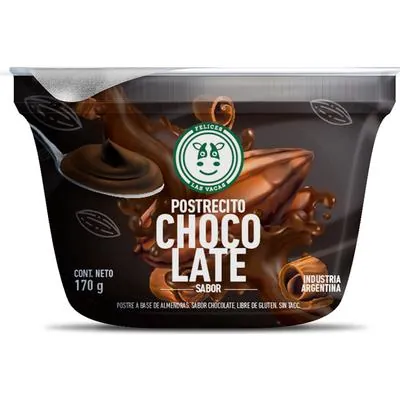 FELICES
LAS VACAS
POSTRECITO
CHOCO
LATE
SABOR
CONT. NETO
170 g
INDUSTRIA
ARGENTINA
POSTRE A BASE DE ALMENDRAS. SABOR CHOCOLATE, LIBRE DE GLUTEN. SIN TACC.